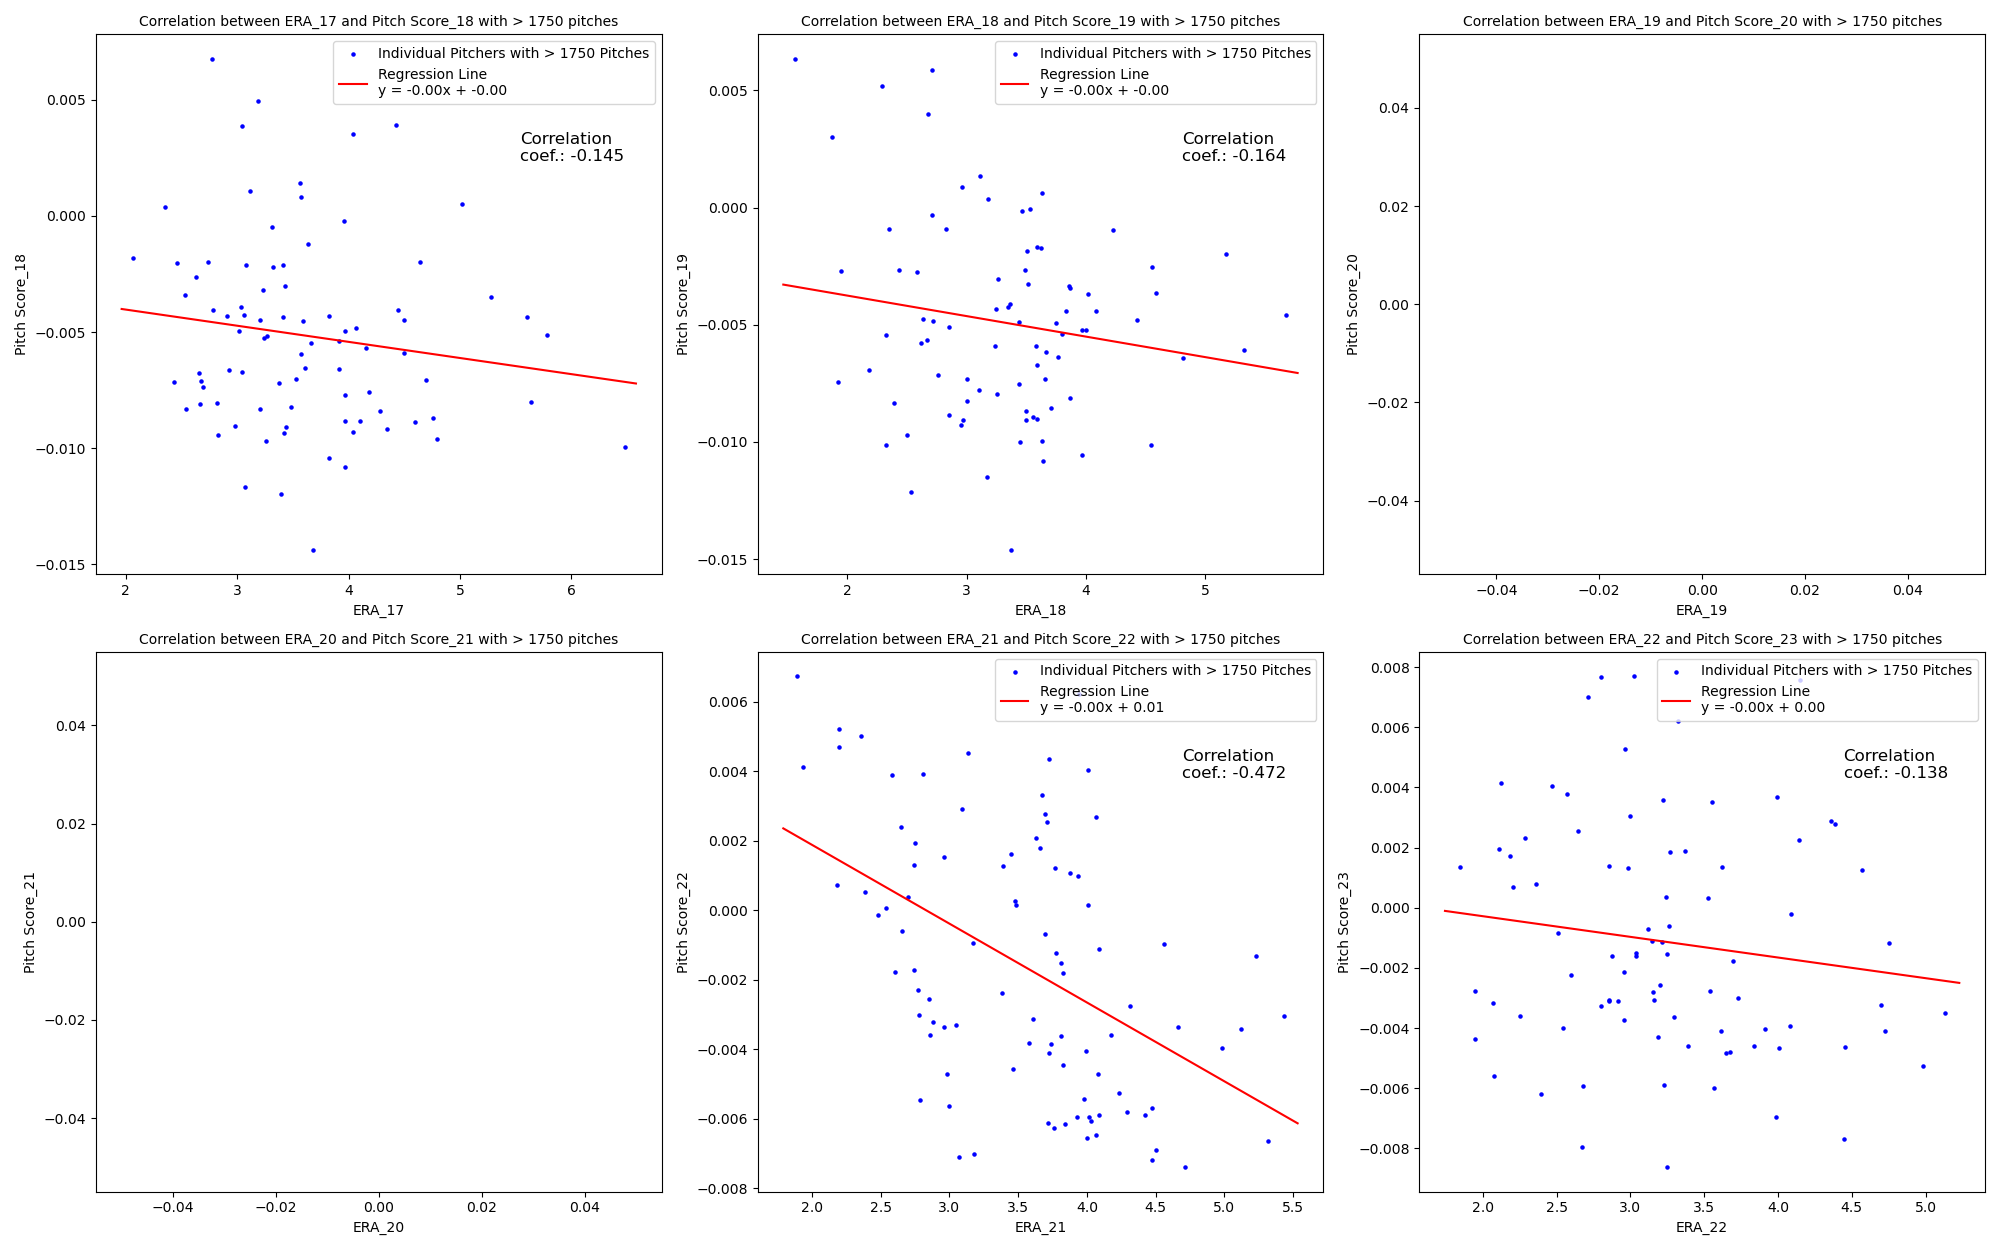 Correlation between ERA_17 and Pitch Score_18 with > 1750 pitches
Individual Pitchers with > 1750 Pitches
Regression Line
y = -0.00x + -0.00
Correlation
coef.: -0.145
0.005
0.000
−0.005
−0.010
−0.015
Pitch Score_18
2 3 4 5 6
ERA_17
Correlation between ERA_18 and Pitch Score_19 with > 1750 pitches
Individual Pitchers with > 1750 Pitches
Regression Line
y = -0.00x + -0.00
Correlation
coef.: -0.164
0.005
0.000
−0.005
−0.010
−0.015
Pitch Score_19
2 3 4 5
ERA_18
Correlation between ERA_19 and Pitch Score_20 with > 1750 pitches
0.04
0.02
0.00
−0.02
−0.04
Pitch Score_20
−0.04 −0.02 0.00 0.02 0.04
ERA_19
Correlation between ERA_20 and Pitch Score_21 with > 1750 pitches
0.04
0.02
0.00
−0.02
−0.04
Pitch Score_21
−0.04 −0.02 0.00 0.02 0.04
ERA_20
Correlation between ERA_21 and Pitch Score_22 with > 1750 pitches
Individual Pitchers with > 1750 Pitches
Regression Line
y = -0.00x + 0.01
Correlation
coef.: -0.472
0.006
0.004
0.002
0.000
−0.002
−0.004
−0.006
−0.008
Pitch Score_22
2.0 2.5 3.0 3.5 4.0 4.5 5.0 5.5
ERA_21
Correlation between ERA_22 and Pitch Score_23 with > 1750 pitches
Individual Pitchers with > 1750 Pitches
Regression Line
y = -0.00x + 0.00
Correlation
coef.: -0.138
0.008
0.006
0.004
0.002
0.000
−0.002
−0.004
−0.006
−0.008
Pitch Score_23
2.0 2.5 3.0 3.5 4.0 4.5 5.0
ERA_22